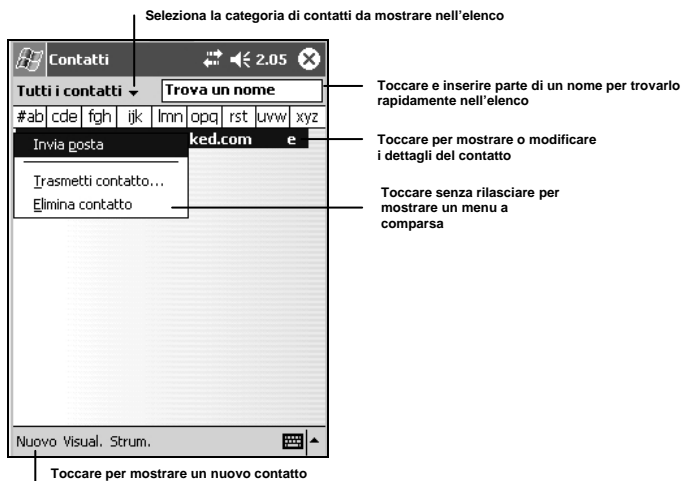 Seleziona la categoria di contatti da mostrare nell'elenco
Contatti 2.05
Tutti i contatti Trova un nome
Toccare e inserire parte di un nome per trovarlo
rapidamente nell'elenco
#ab cde fgh ijk lmn opq rst uvw xyz
Invia posta ked.com e
Toccare per mostrare o modificare
i dettagli del contatto
Trasmetti contatto...
Elimina contatto
Toccare senza rilasciare per
mostrare un menu a
comparsa
Nuovo Visual. Strum.
Toccare per mostrare un nuovo contatto